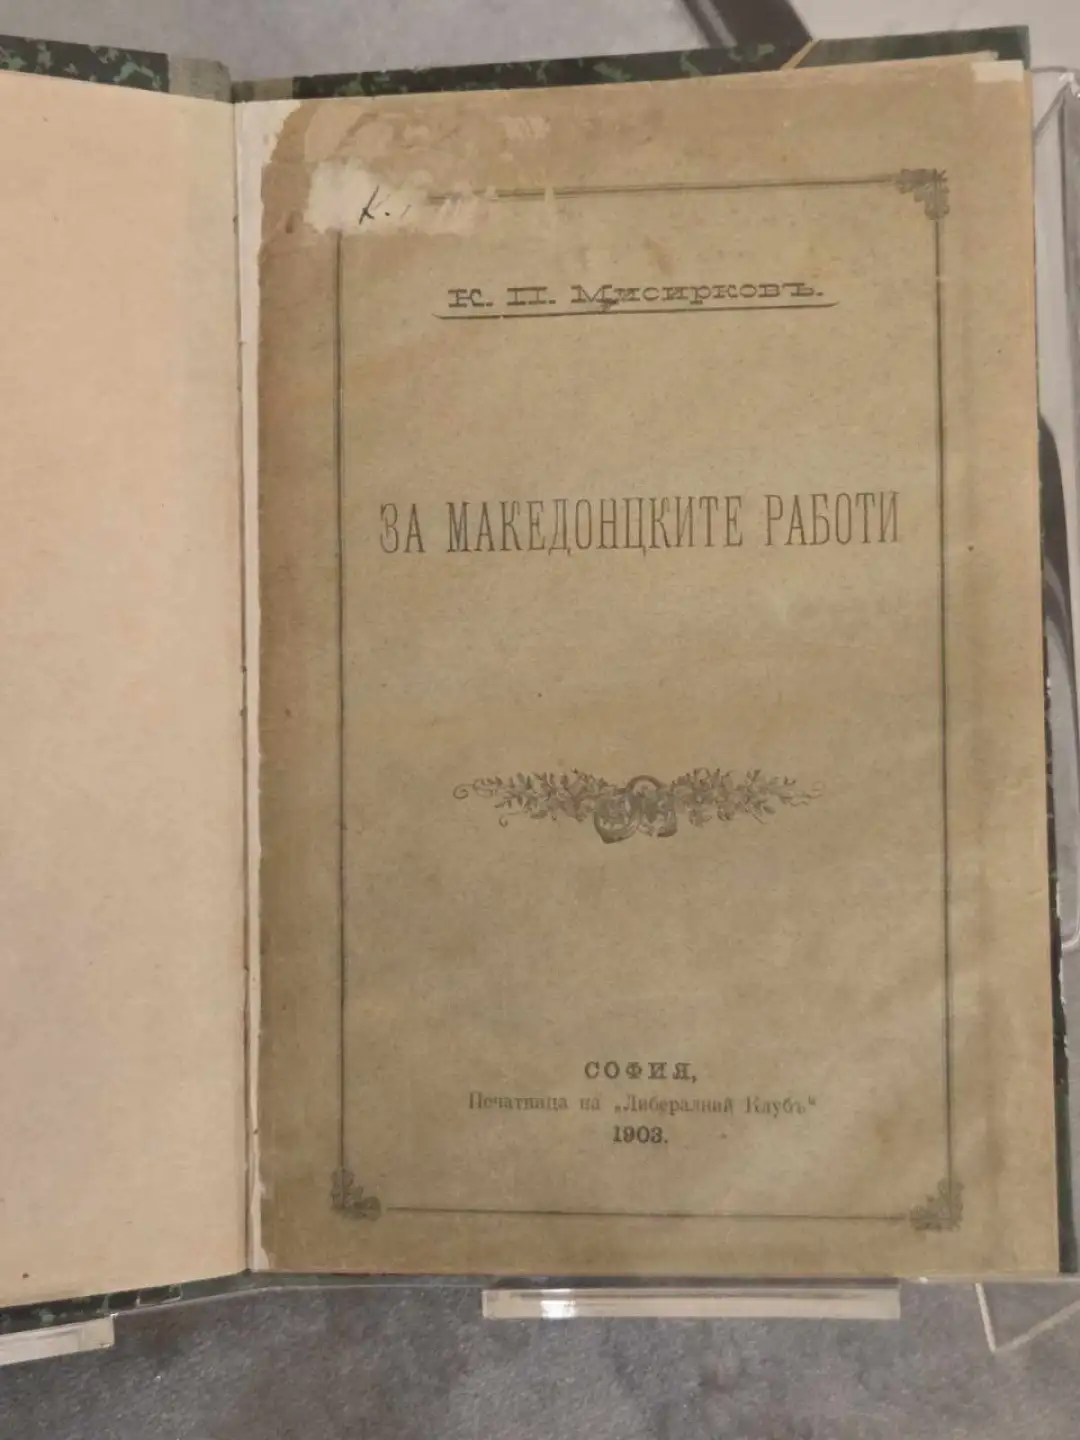 К.
К. П. Мисирковъ.
ЗА МАКЕДОНЦКИТЕ РАБОТИ
СОФИЯ,
Печатница на „Либералний Клубъ“
1903.